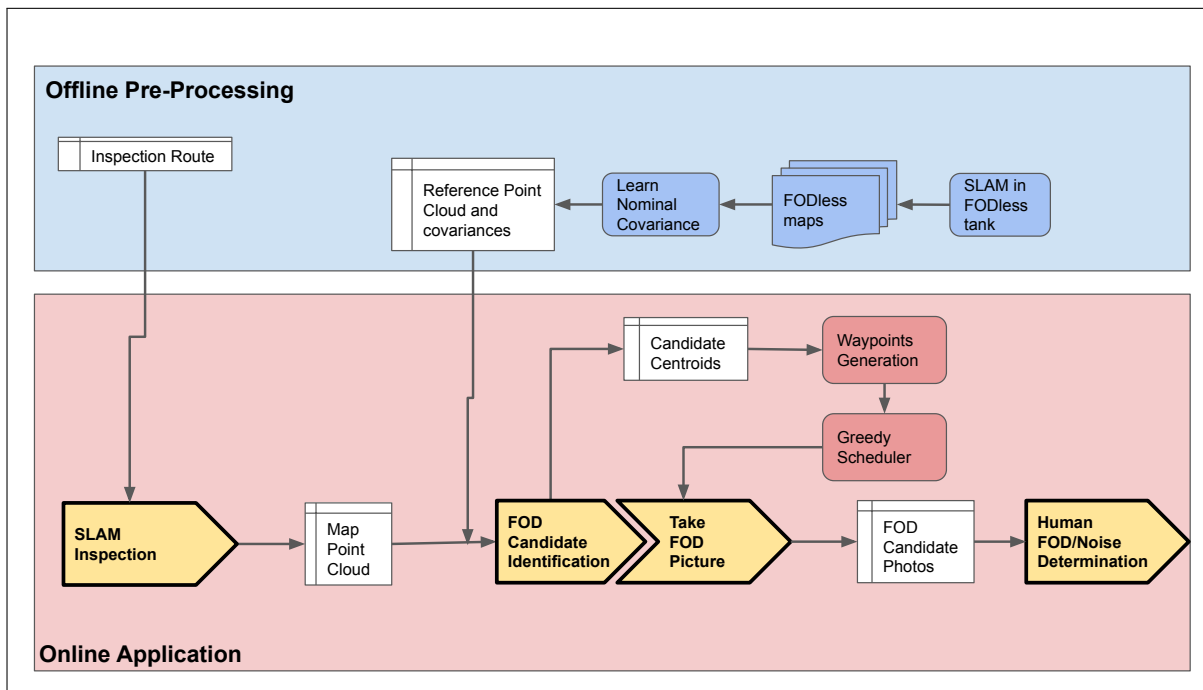 Offline Pre-Processing
Inspection Route
Reference Point
Cloud and
covariances
Learn
Nominal
Covariance
FODless
maps
SLAM in
FODless
tank
Candidate
Centroids
Waypoints
Generation
Greedy
Scheduler
SLAM
Inspection
Map
Point
Cloud
FOD
Candidate
Identification
Take
FOD
Picture
FOD
Candidate
Photos
Human
FOD/Noise
Determination
Online Application